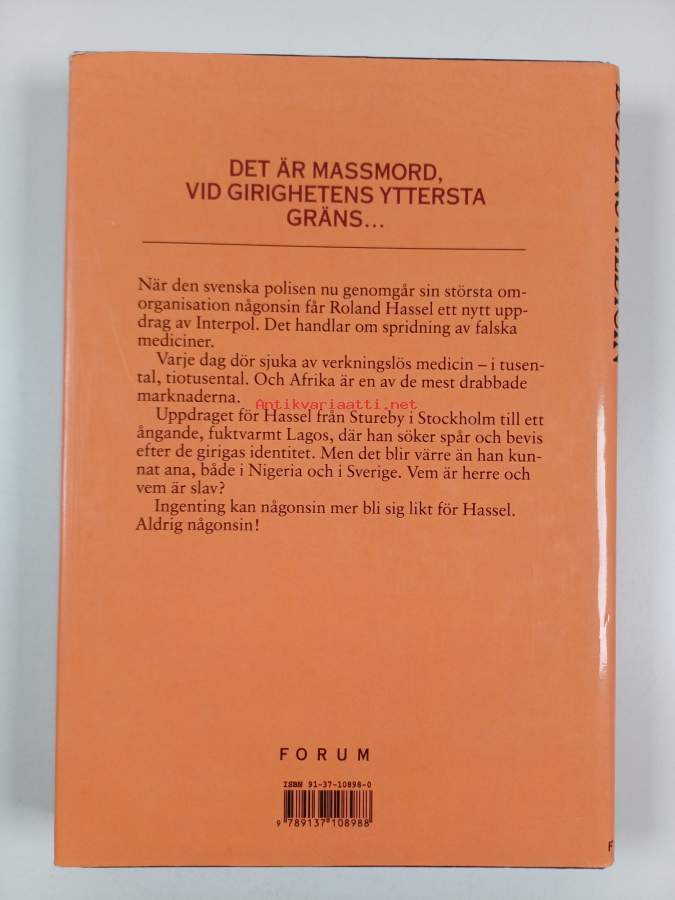 DET ÄR MASSMORD,
VID GIRIGHETENS YTTERSTA
GRÄNS...
När den svenska polisen nu genomgår sin största om-
organisation någonsin får Roland Hassel ett nytt upp-
drag av Interpol. Det handlar om spridning av falska
mediciner.
Varje dag dör sjuka av verkningslös medicin – i tusen-
tal, tiotusental. Och Afrika är en av de mest drabbade
marknaderna.
Antikvariaatti.net
Uppdraget för Hassel från Stureby i Stockholm till ett
ångande, fuktvarmt Lagos, där han söker spår och bevis
efter de girigas identitet. Men det blir värre än han kun-
nat ana, både i Nigeria och i Sverige. Vem är herre och
vem är slav?
Ingenting kan någonsin mer bli sig likt för Hassel.
Aldrig någonsin!
FORUM
ISBN 91-37-10898-0
9 789137 108988